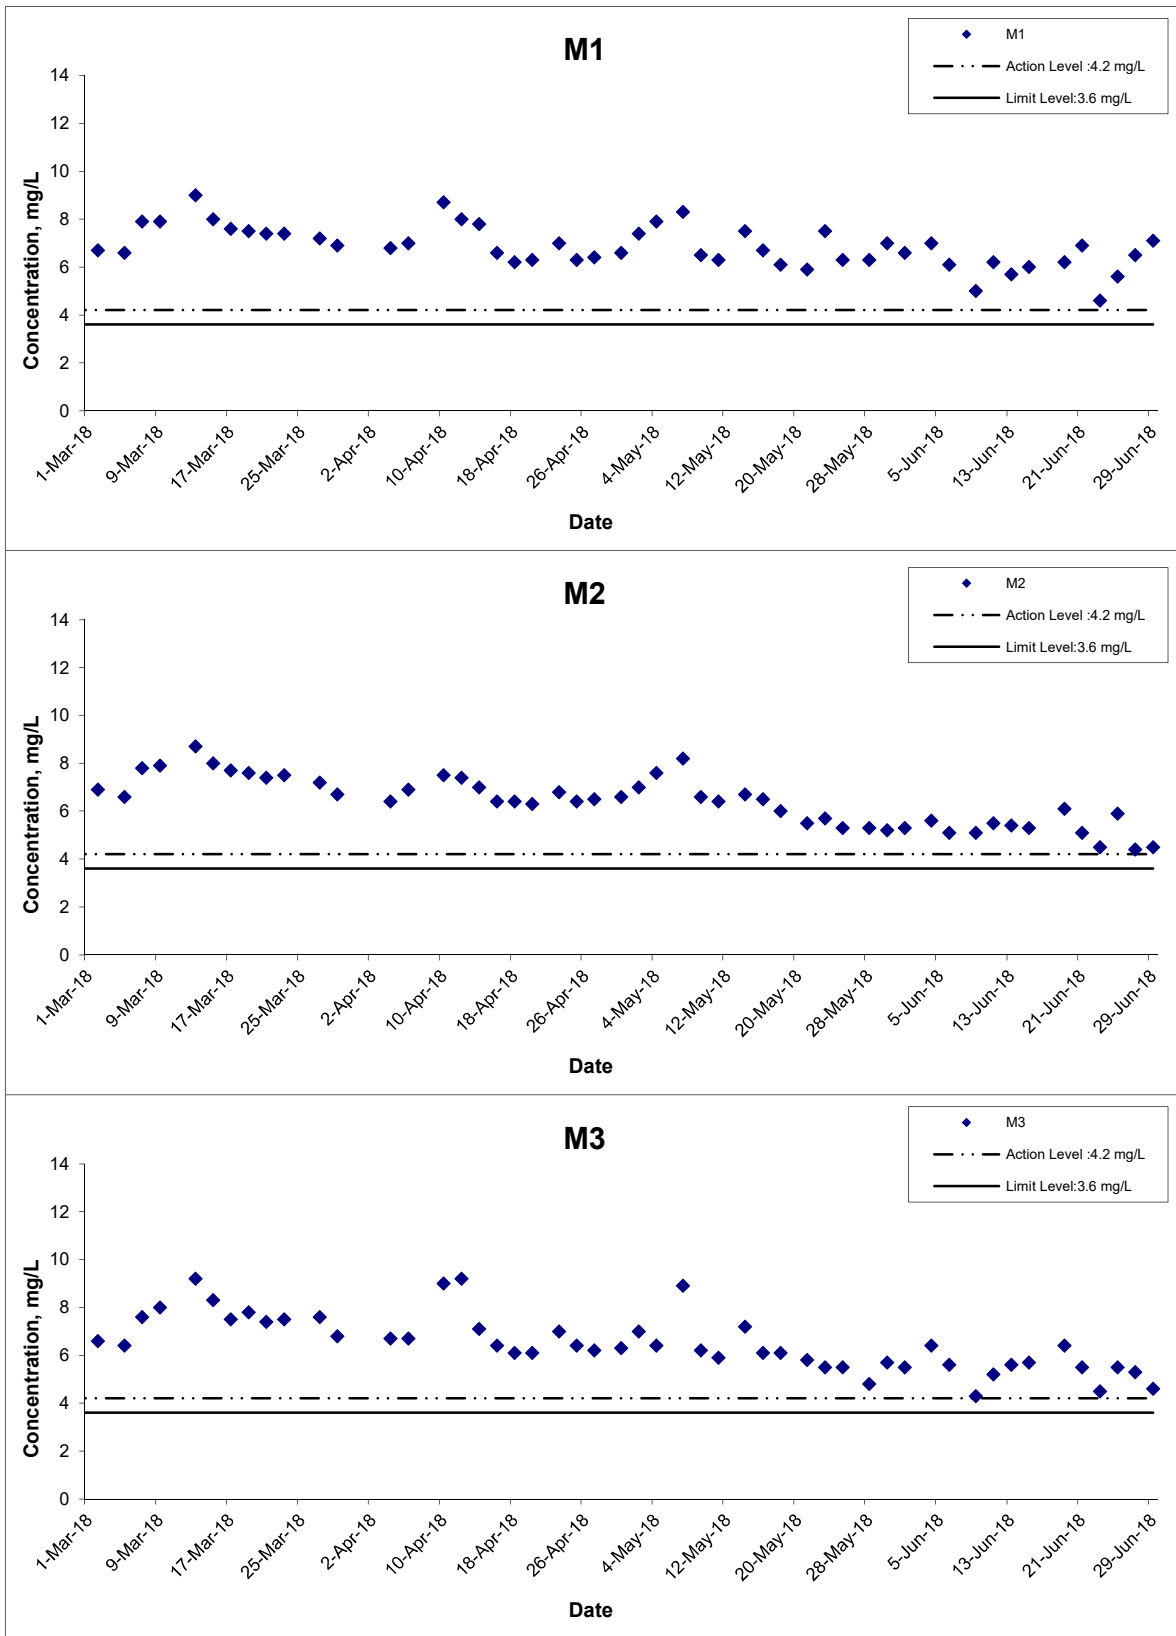 M1
M1
Action Level :4.2 mg/L
Limit Level:3.6 mg/L
Concentration, mg/L
14
12
10
8
6
4
2
0
1-Mar-18
9-Mar-18
17-Mar-18
25-Mar-18
2-Apr-18
10-Apr-18
18-Apr-18
26-Apr-18
4-May-18
12-May-18
20-May-18
28-May-18
5-Jun-18
13-Jun-18
21-Jun-18
29-Jun-18
Date
M2
M2
Action Level :4.2 mg/L
Limit Level:3.6 mg/L
Concentration, mg/L
14
12
10
8
6
4
2
0
1-Mar-18
9-Mar-18
17-Mar-18
25-Mar-18
2-Apr-18
10-Apr-18
18-Apr-18
26-Apr-18
4-May-18
12-May-18
20-May-18
28-May-18
5-Jun-18
13-Jun-18
21-Jun-18
29-Jun-18
Date
M3
M3
Action Level :4.2 mg/L
Limit Level:3.6 mg/L
Concentration, mg/L
14
12
10
8
6
4
2
0
1-Mar-18
9-Mar-18
17-Mar-18
25-Mar-18
2-Apr-18
10-Apr-18
18-Apr-18
26-Apr-18
4-May-18
12-May-18
20-May-18
28-May-18
5-Jun-18
13-Jun-18
21-Jun-18
29-Jun-18
Date